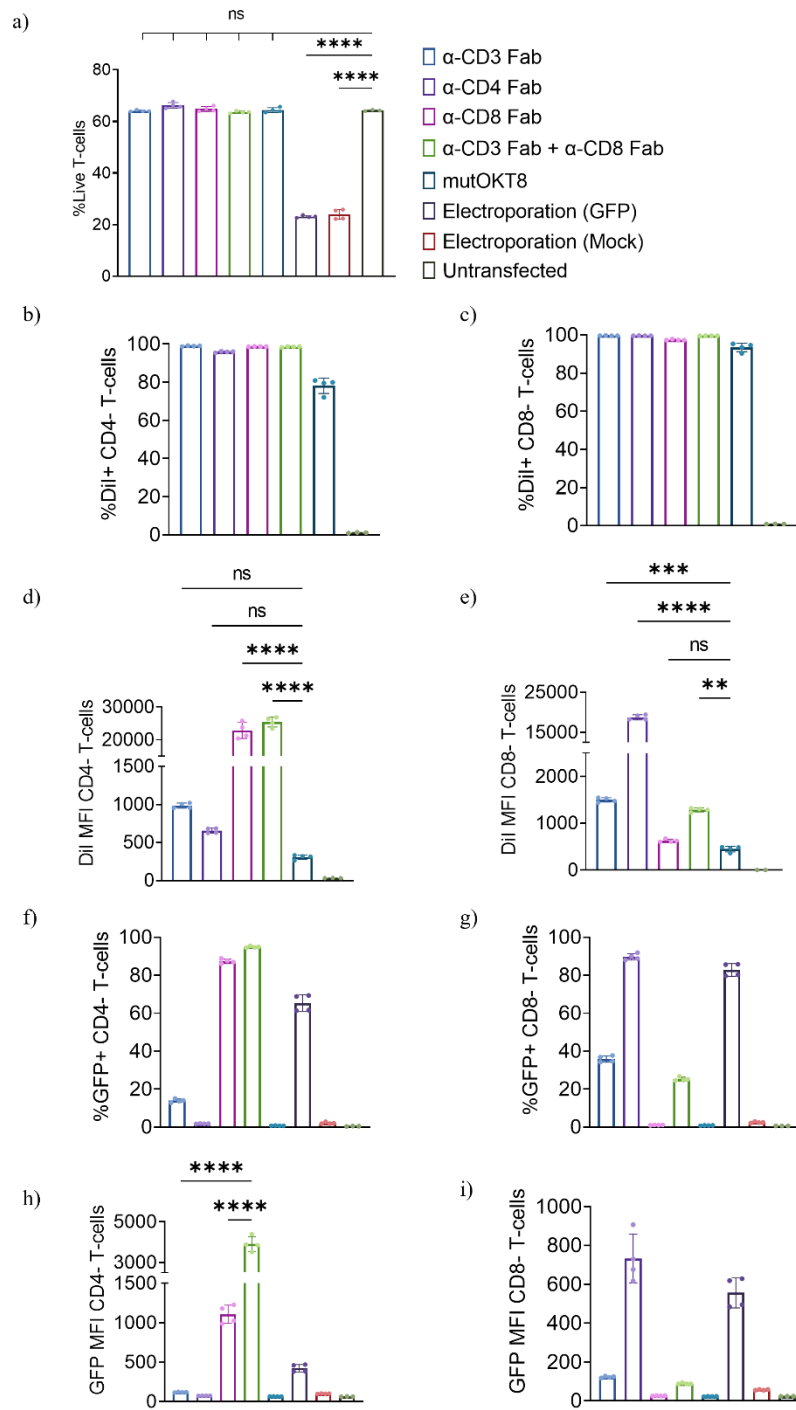 a)
ns
****
****
80
60
40
20
0
%Live T-cells
α-CD3 Fab
α-CD4 Fab
α-CD8 Fab
α-CD3 Fab + α-CD8 Fab
mutOKT8
Electroporation (GFP)
Electroporation (Mock)
Untransfected
b)
100
80
60
40
20
0
%DiI+ CD4- T-cells
c)
100
80
60
40
20
0
%DiI+ CD8- T-cells
d)
ns
ns
****
****
30000
20000
1500
1000
500
0
DiI MFI CD4- T-cells
e)
***
****
ns
**
25000
15000
2000
1000
0
DiI MFI CD8- T-cells
f)
100
80
60
40
20
0
%GFP+ CD4- T-cells
g)
100
80
60
40
20
0
%GFP+ CD8- T-cells
h)
****
****
5000
3000
1500
1000
500
0
GFP MFI CD4- T-cells
i)
1000
800
600
400
200
0
GFP MFI CD8- T-cells